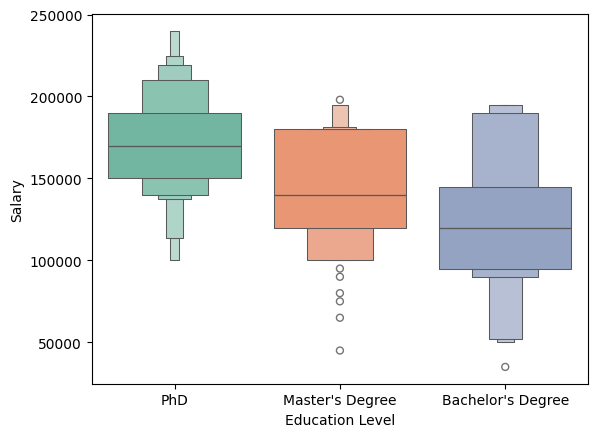 250000
200000
150000
100000
50000
Salary
PhD
Master's Degree
Bachelor's Degree
Education Level